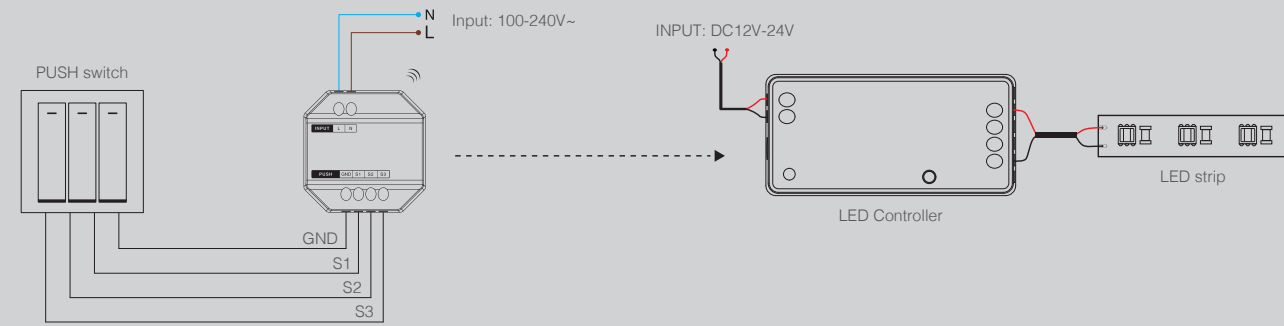 N
Input: 100-240V~
L
INPUT: DC12V-24V
PUSH switch
INPUT L N
PUSH GND S1 S2 S3
LED strip
LED Controller
GND
S1
S2
S3